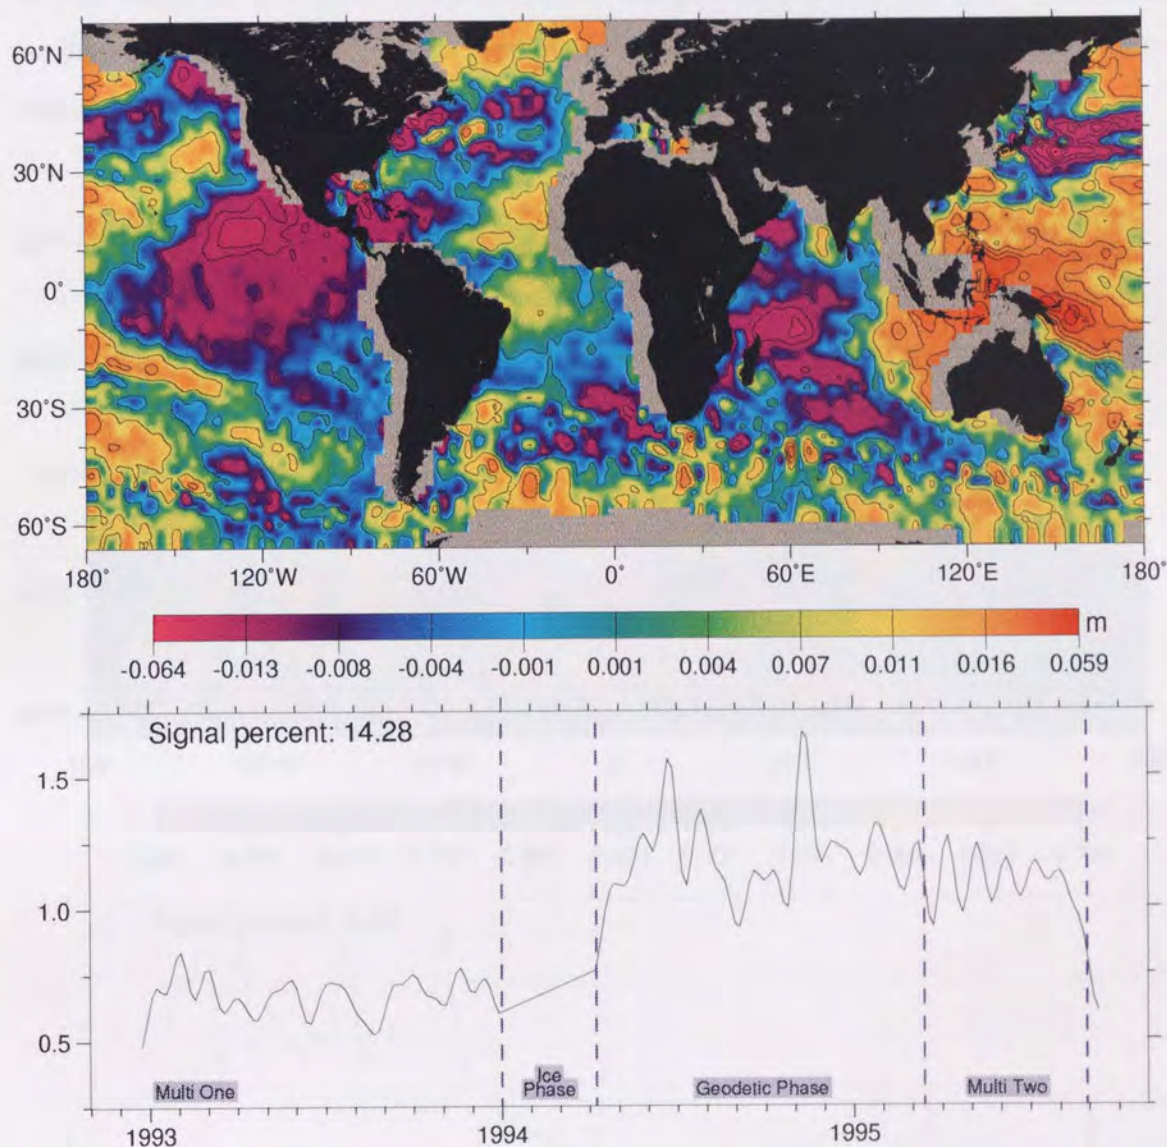 60°N
30°N
0°
30°S
60°S
180° 120°W 60°W 0° 60°E 120°E 180°
m
-0.064 -0.013 -0.008 -0.004 -0.001 0.001 0.004 0.007 0.011 0.016 0.059
Signal percent: 14.28
1.5
1.0
0.5
Multi One
Ice
Phase
Geodetic Phase
Multi Two
1993 1994 1995